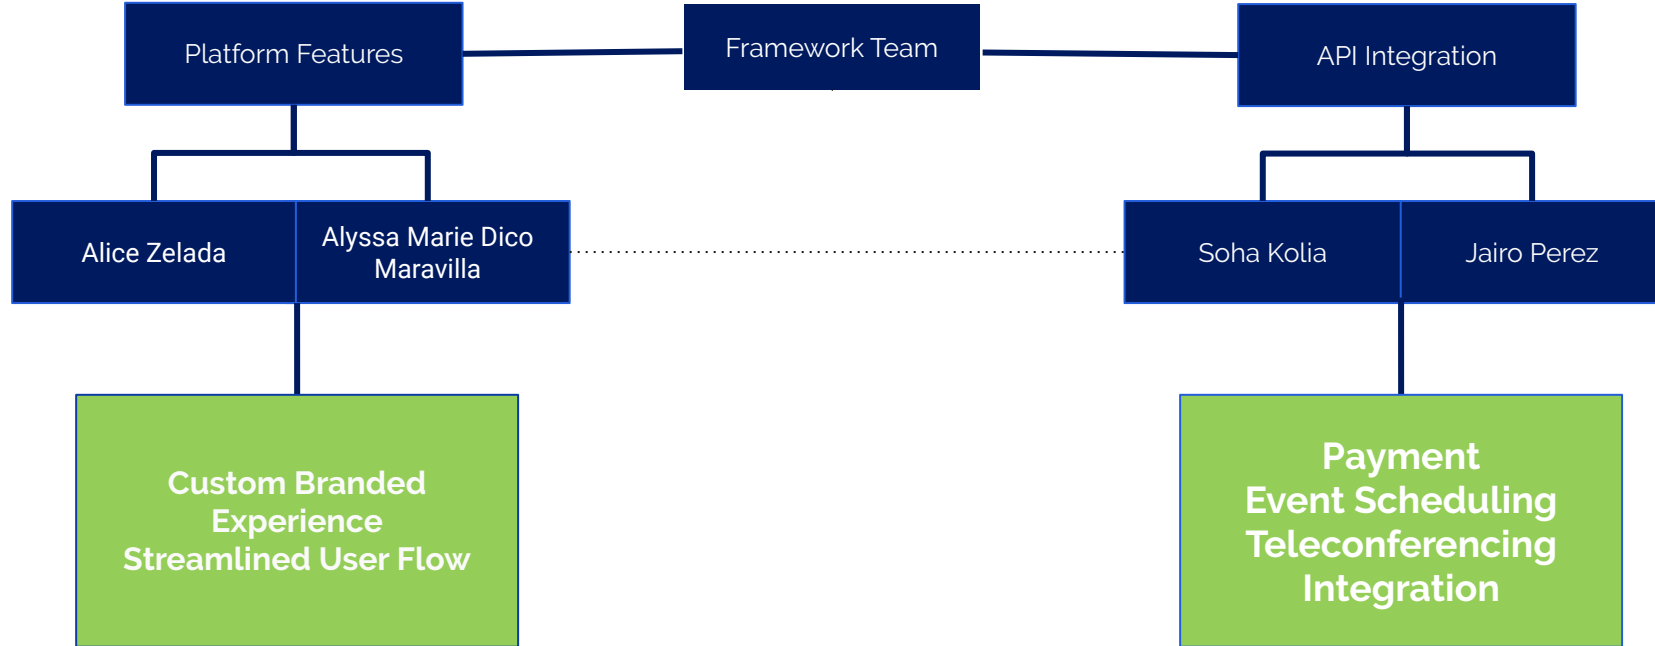 Platform Features
Framework Team
API Integration
Alice Zelada
Alyssa Marie Dico
Maravilla
Soha Kolia
Jairo Perez
Custom Branded
Experience
Streamlined User Flow
Payment
Event Scheduling
Teleconferencing
Integration